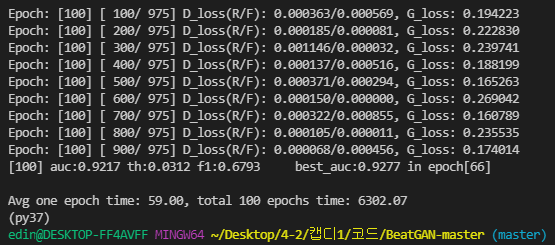 Epoch: [100] [ 100/ 975] D_loss(R/F): 0.000363/0.000569, G_loss: 0.194223
Epoch: [100] [ 200/ 975] D_loss(R/F): 0.000185/0.000081, G_loss: 0.222830
Epoch: [100] [ 300/ 975] D_loss(R/F): 0.001146/0.000032, G_loss: 0.239741
Epoch: [100] [ 400/ 975] D_loss(R/F): 0.000137/0.000516, G_loss: 0.188199
Epoch: [100] [ 500/ 975] D_loss(R/F): 0.000371/0.000294, G_loss: 0.165263
Epoch: [100] [ 600/ 975] D_loss(R/F): 0.000150/0.000000, G_loss: 0.269042
Epoch: [100] [ 700/ 975] D_loss(R/F): 0.000322/0.000855, G_loss: 0.160789
Epoch: [100] [ 800/ 975] D_loss(R/F): 0.000105/0.000011, G_loss: 0.235535
Epoch: [100] [ 900/ 975] D_loss(R/F): 0.000068/0.000456, G_loss: 0.174014
[100] auc:0.9217 th:0.0312 f1:0.6793 best_auc:0.9277 in epoch[66]
Avg one epoch time: 59.00, total 100 epochs time: 6302.07
(py37)
edin@DESKTOP-FF4AVFF MINGW64 ~/Desktop/4-2/캡디1/코드/BeatGAN-master (master)